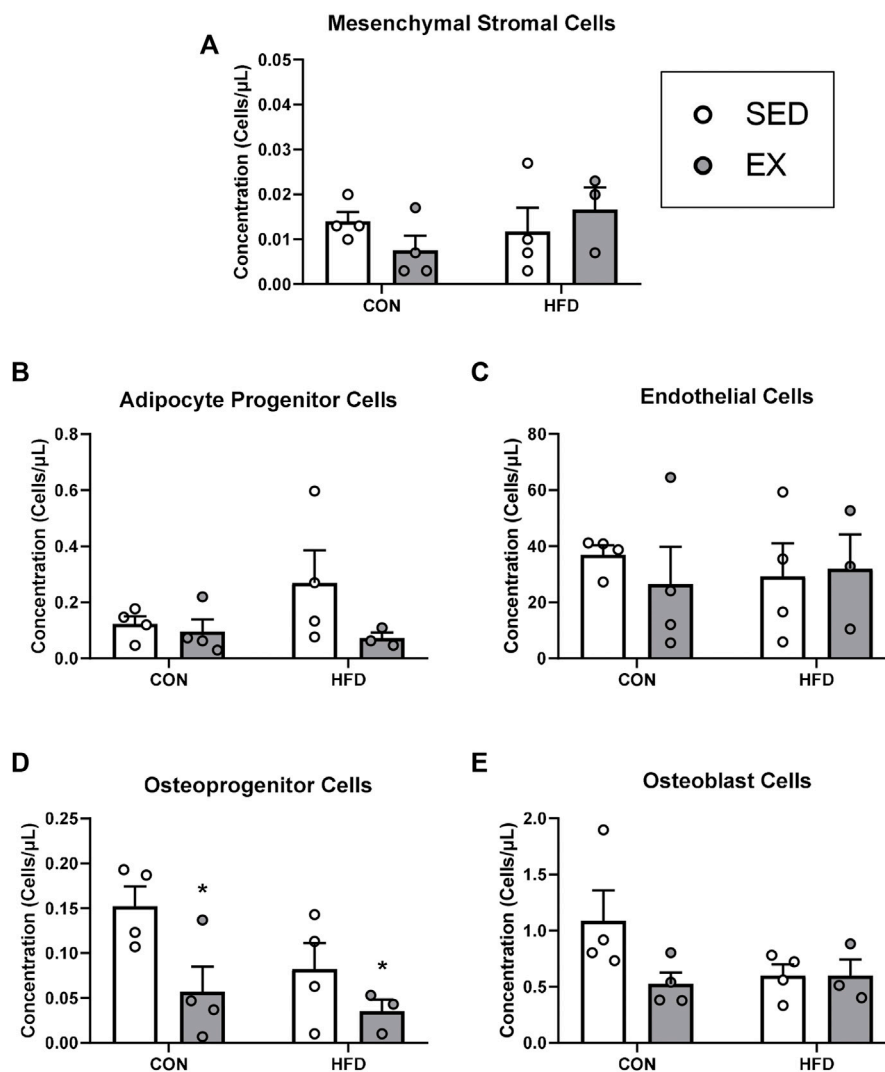 Mesenchymal Stromal Cells
A
Concentration (Cells/µL)
0.05
0.04
0.03
0.02
0.01
0.00
CON HFD
SED
EX
B
Adipocyte Progenitor Cells
Concentration (Cells/µL)
0.8
0.6
0.4
0.2
0.0
CON HFD
C
Endothelial Cells
Concentration (Cells/µL)
80
60
40
20
0
CON HFD
D
Osteoprogenitor Cells
Concentration (Cells/µL)
0.25
0.20
0.15
0.10
0.05
0.00
*
*
CON HFD
E
Osteoblast Cells
Concentration (Cells/µL)
2.0
1.5
1.0
0.5
0.0
CON HFD